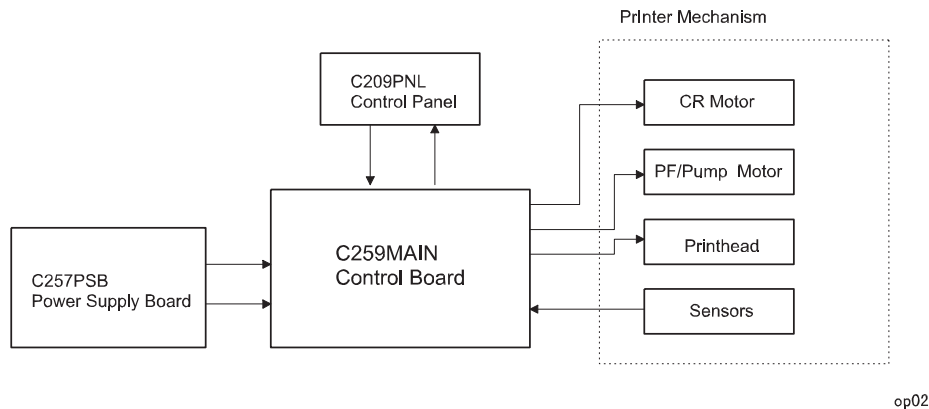 Printer Mechanism
C209PNL
Control Panel
CR Motor
PF/Pump Motor
C259MAIN
Control Board
Printhead
C257PSB
Power Supply Board
Sensors
op02